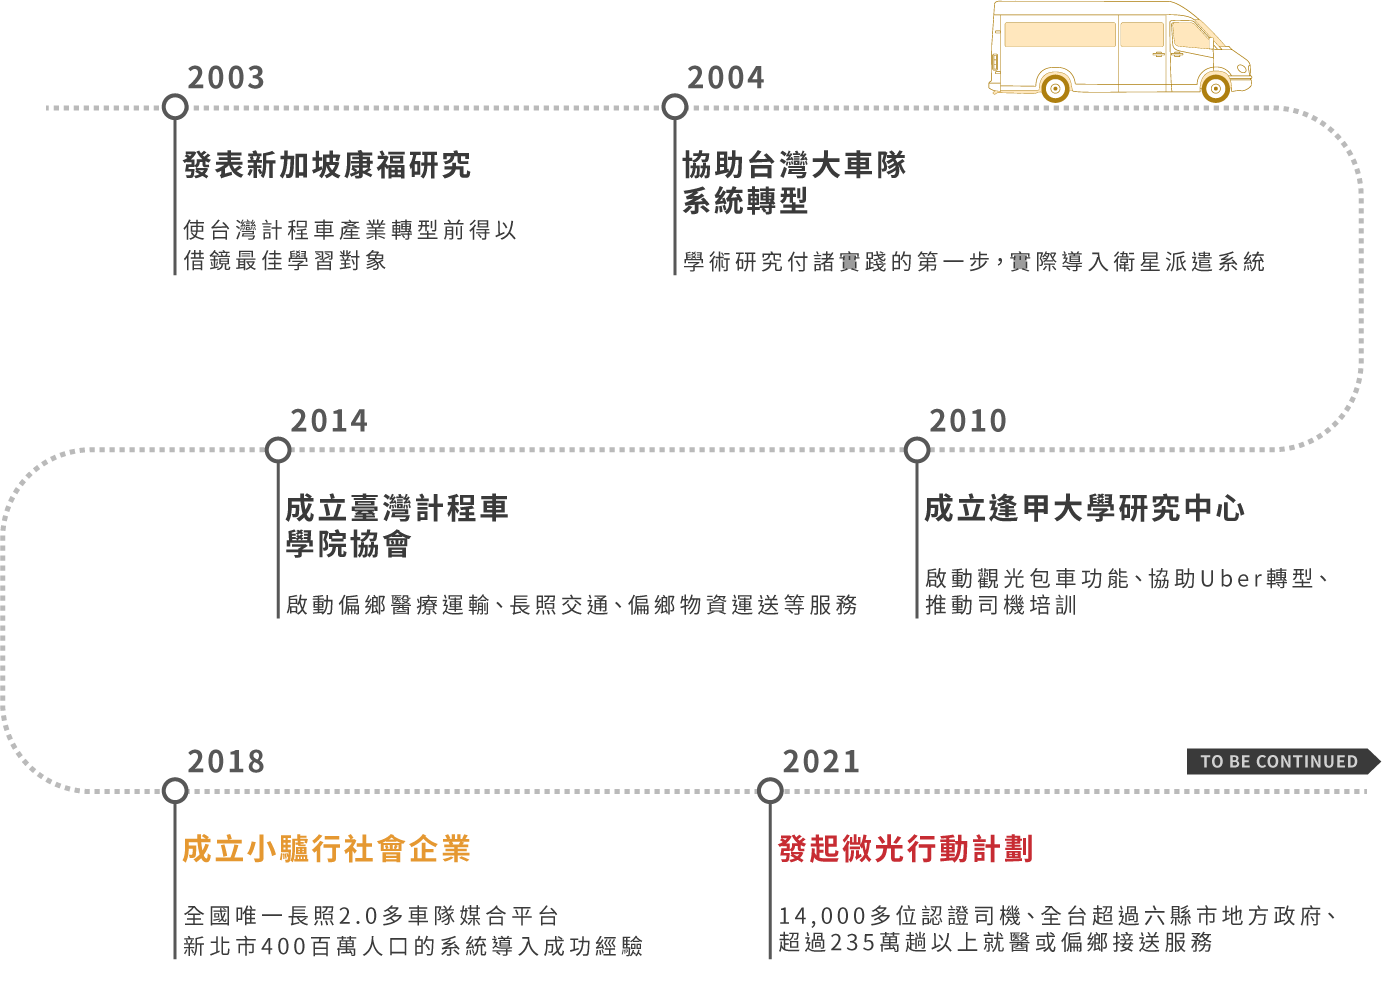 2003
發表新加坡康福研究
使台灣計程車產業轉型前得以
借鏡最佳學習對象
2004
協助台灣大車隊
系統轉型
學術研究付諸實踐的第一步，實際導入衛星派遣系統
2010
成立逢甲大學研究中心
啟動觀光包車功能、協助Uber轉型、
推動司機培訓
2014
成立臺灣計程車
學院協會
啟動偏鄉醫療運輸、長照交通、偏鄉物資運送等服務
2018
成立小驢行社會企業
全國唯一長照2.0多車隊媒合平台
新北市400百萬人口的系統導入成功經驗
2021
發起微光行動計劃
14,000多位認證司機、全台超過六縣市地方政府、
超過235萬趟以上就醫或偏鄉接送服務
TO BE CONTINUED